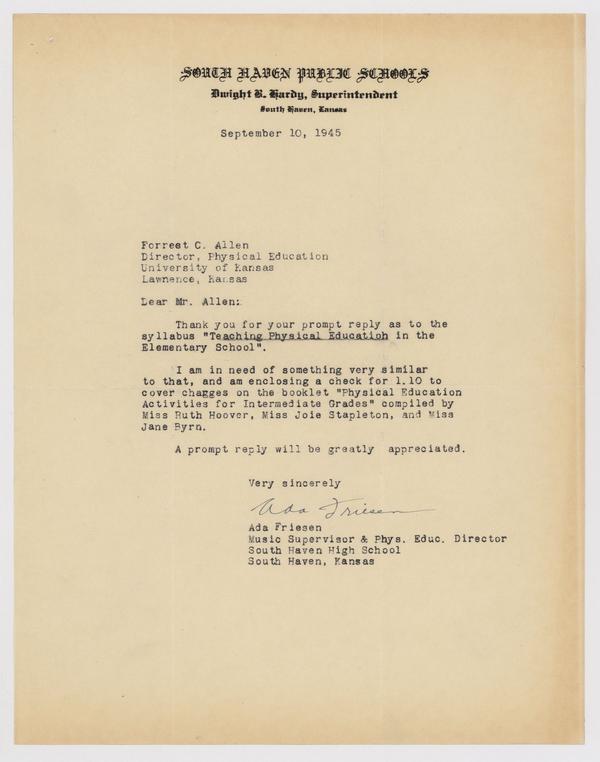 SOUTH HAVEN PUBLIC SCHOOLS
Dwight B. Hardy, Superintendent
South Haven, Kansas
September 10, 1945
Forrest C. Allen
Director, Physical Education
University of Kansas
Lawnence, Kansas
Dear Mr. Allen:
Thank you for your prompt reply as to the
syllabus "Teaching Physical Education in the
Elementary School".
I am in need of something very similar
to that, and am enclosing a check for 1.10 to
cover chagges on the booklet "Physical Education
Activities for Intermediate Grades" compiled by
Miss Ruth Hoover, Miss Joie Stapleton, and Miss
Jane Byrn.
A prompt reply will be greatly appreciated.
Very sincerely
Ada Friesen
Ada Friesen
Music Supervisor & Phys. Educ. Director
South Haven High School
South Haven, Kansas